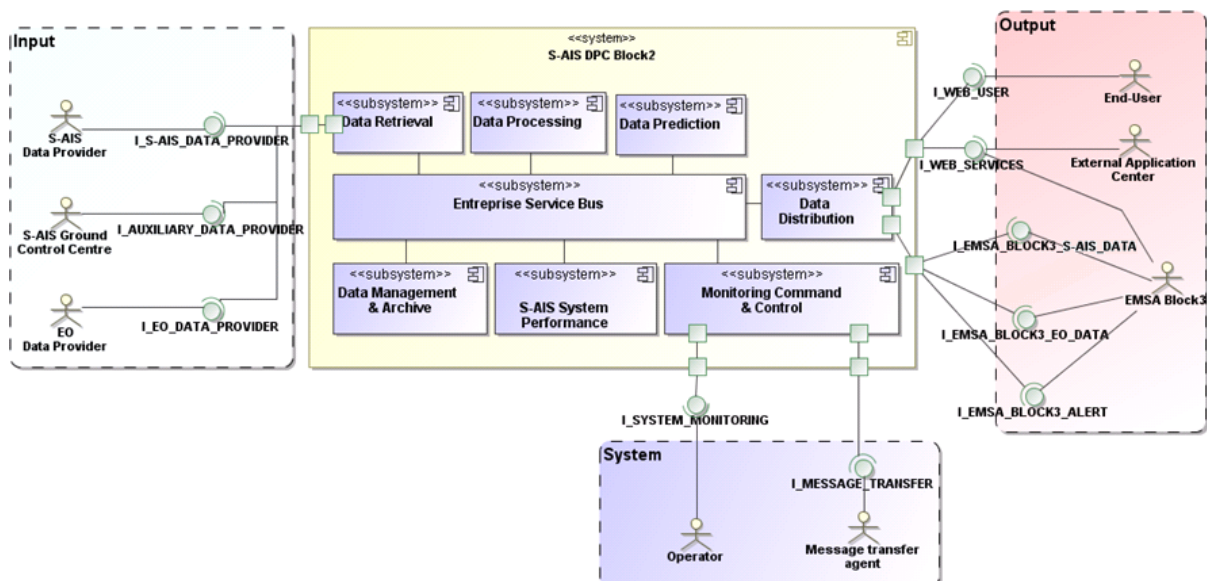 Input
S-AIS
Data Provider
I_S-AIS_DATA_PROVIDER
S-AIS Ground
Control Centre
I_AUXILIARY_DATA_PROVIDER
EO
Data Provider
I_EO_DATA_PROVIDER
<<system>>
S-AIS DPC Block2
<<subsystem>>
Data Retrieval
<<subsystem>>
Data Processing
<<subsystem>>
Data Prediction
<<subsystem>>
Entreprise Service Bus
<<subsystem>>
Data
Distribution
<<subsystem>>
Data Management
& Archive
<<subsystem>>
S-AIS System
Performance
<<subsystem>>
Monitoring Command
& Control
Output
I_WEB_USER
End-User
I_WEB_SERVICES
External Application
Center
I_EMSA_BLOCK3_S-AIS_DATA
EMSA Block3
I_EMSA_BLOCK3_EO_DATA
I_EMSA_BLOCK3_ALERT
I_SYSTEM_MONITORING
System
I_MESSAGE_TRANSFER
Operator
Message transfer
agent